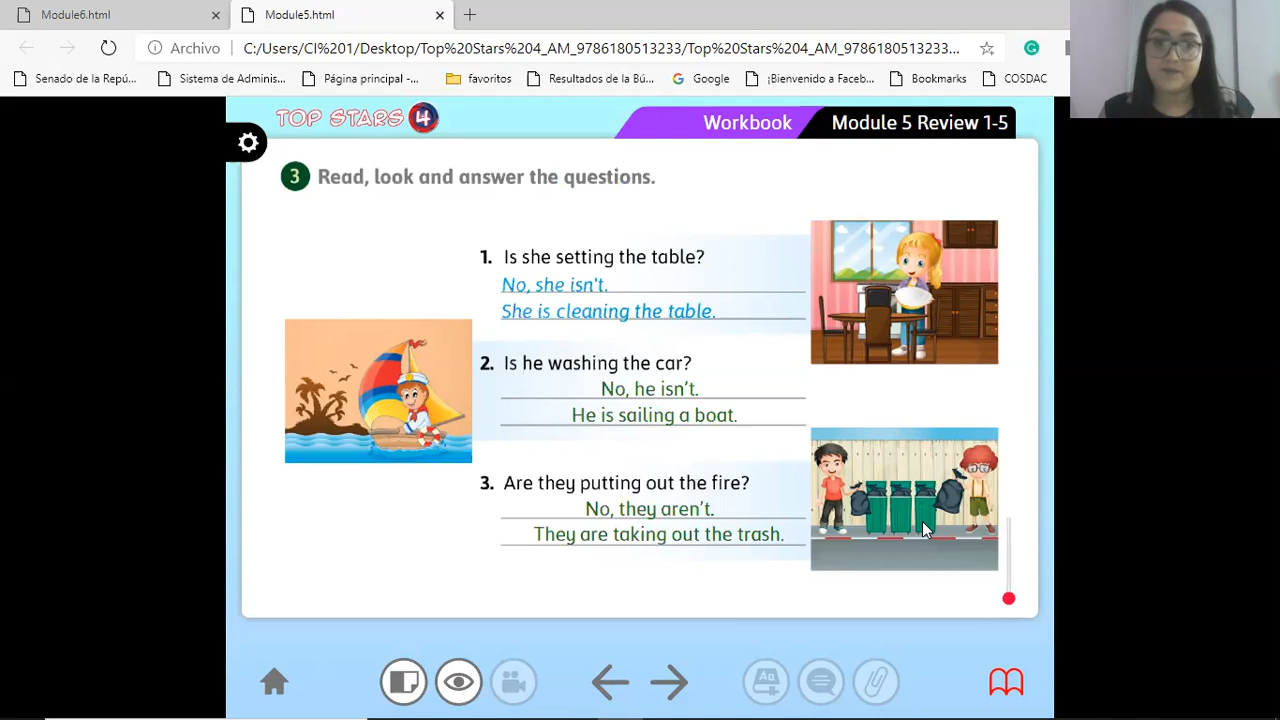 Module6.html
Module5.html
Archivo
C:/Users/CI%201/Desktop/Top%20Stars%204_AM_9786180513233/Top%20Stars%204_AM_9786180513233...
Senado de la Repú...
Sistema de Adminis...
Página principal -...
favoritos
Resultados de la Bú...
Google
¡Bienvenido a Faceb...
Bookmarks
COSDAC
TOP STARS 4
Workbook
Module 5 Review 1-5
3 Read, look and answer the questions.
1. Is she setting the table?
No, she isn't.
She is cleaning the table.
2. Is he washing the car?
No, he isn't.
He is sailing a boat.
3. Are they putting out the fire?
No, they aren't.
They are taking out the trash.
Aa